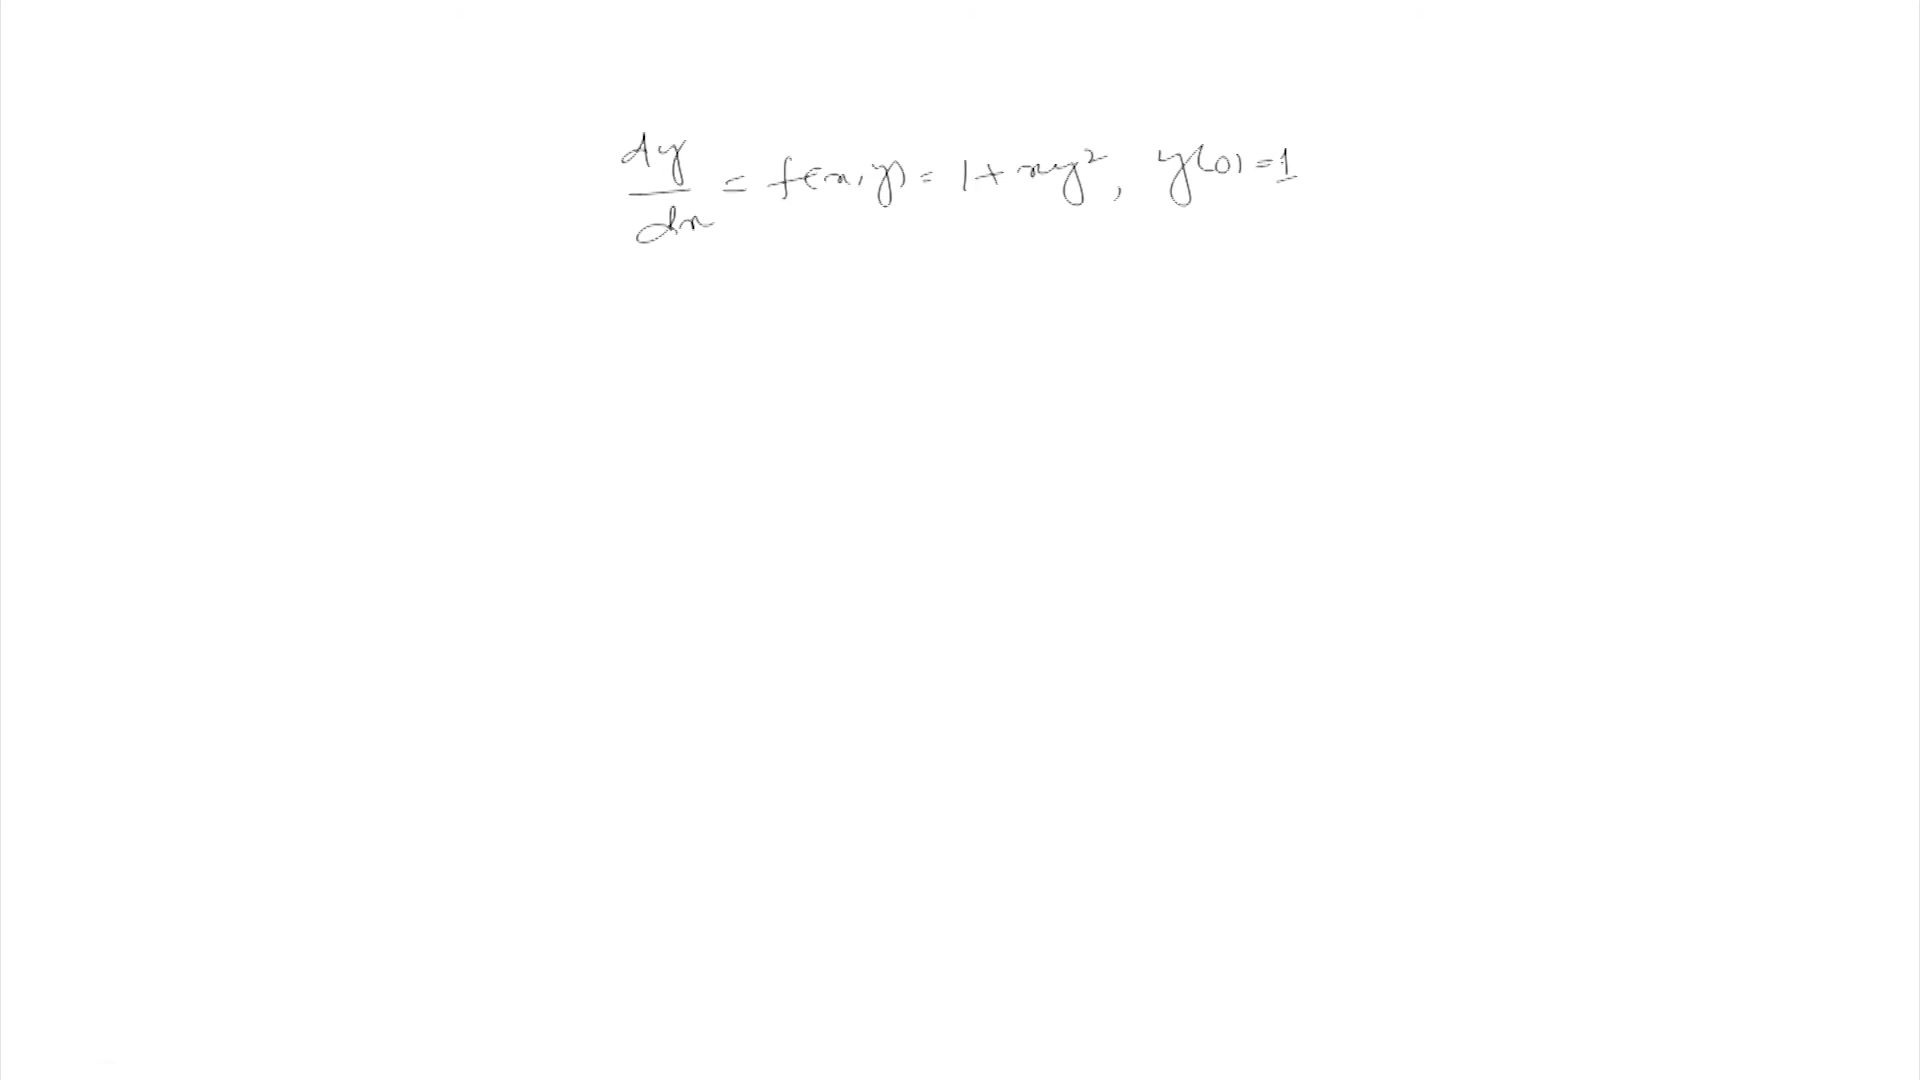 dy/dx = f(x,y) = 1 + xy², y(0) = 1